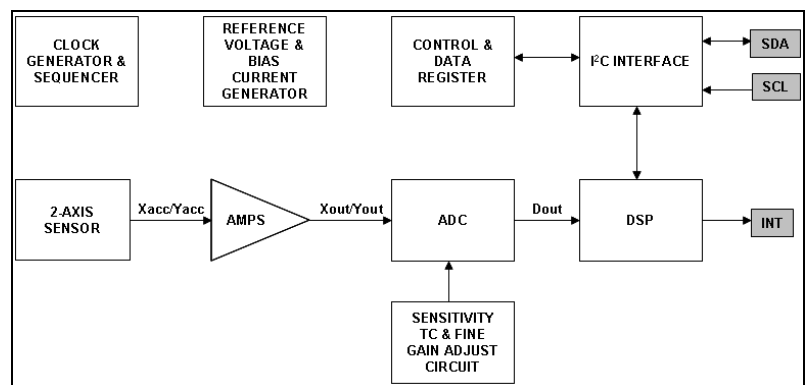 CLOCK
GENERATOR &
SEQUENCER
REFERENCE
VOLTAGE &
BIAS
CURRENT
GENERATOR
CONTROL &
DATA
REGISTER
I²C INTERFACE
SDA
SCL
2-AXIS
SENSOR
Xacc/Yacc
AMPS
Xout/Yout
ADC
Dout
DSP
INT
SENSITIVITY
TC & FINE
GAIN ADJUST
CIRCUIT